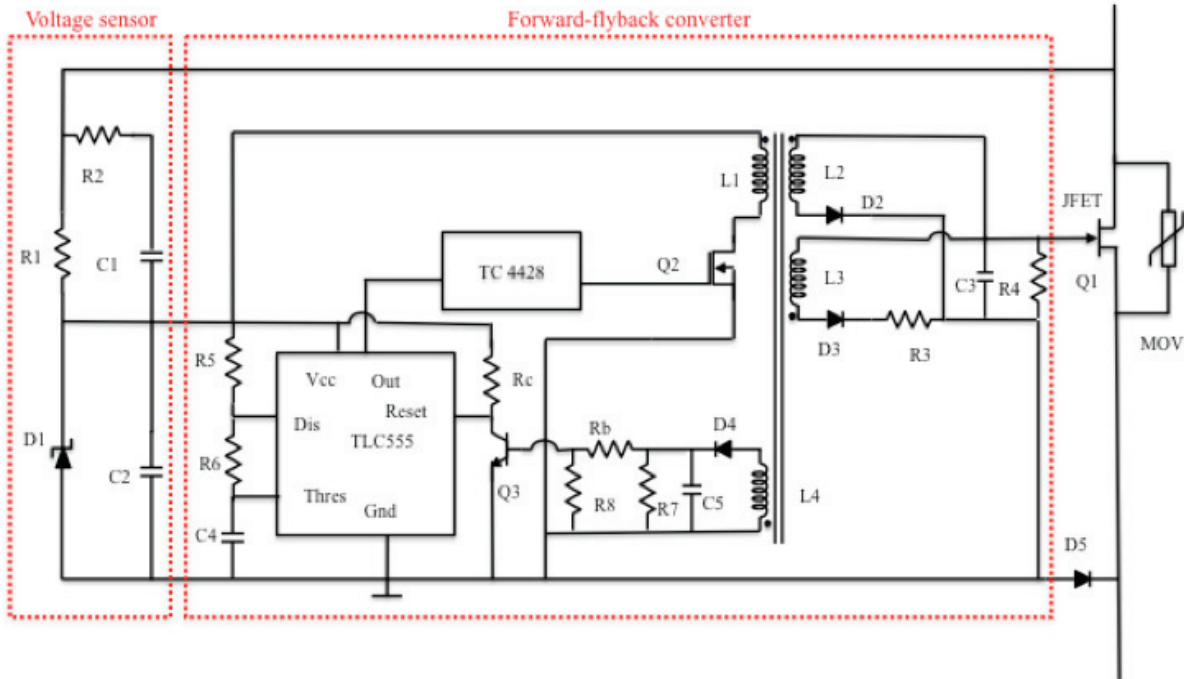 Voltage sensor
Forward-flyback converter
R2
R1
C1
D1
C2
R5
R6
C4
Vcc
Out
Reset
Dis
TLC555
Thres
Gnd
TC 4428
Rc
Q3
Q2
L1
L2
D2
L3
D3
R3
C3
R4
JFET
Q1
MOV
Rb
D4
R8
R7
C5
L4
D5